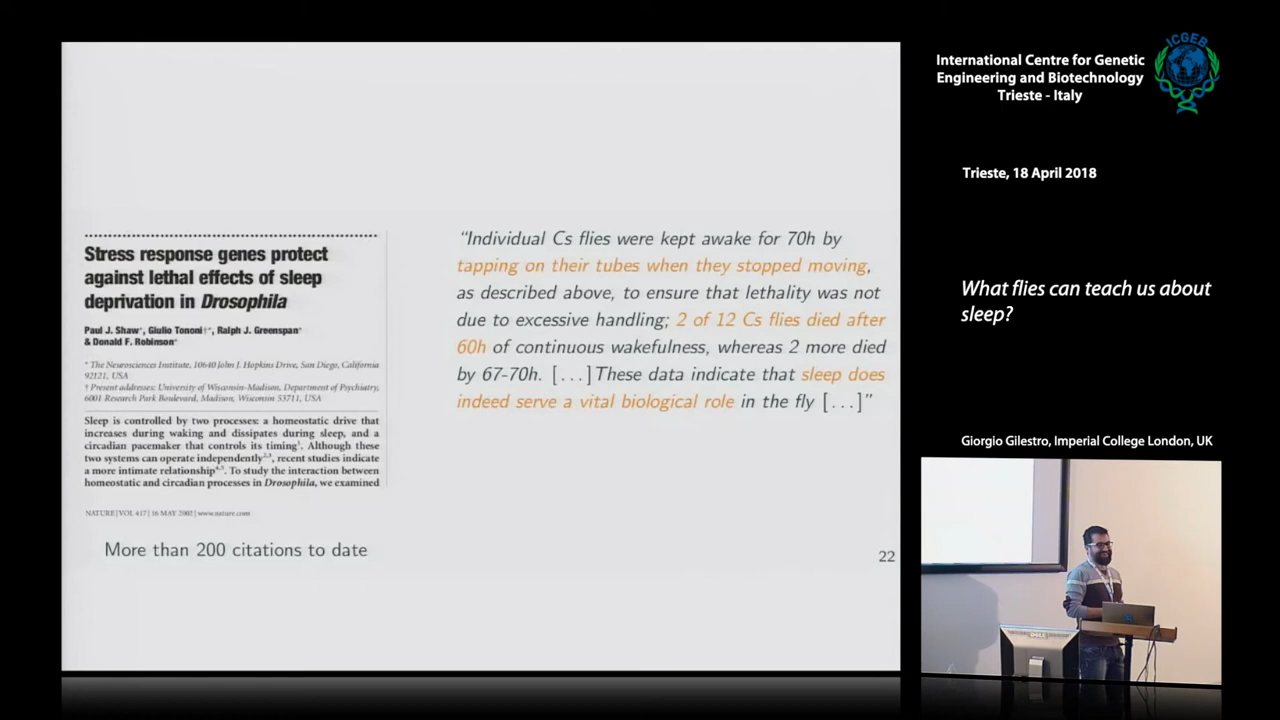 Stress response genes protect
against lethal effects of sleep
deprivation in Drosophila
Paul J. Shaw*, Giulio Tononi†*, Ralph J. Greenspan*
& Donald F. Robinson*
* The Neurosciences Institute, 10640 John J. Hopkins Drive, San Diego, California
92121, USA
† Present addresses: University of Wisconsin-Madison, Department of Psychiatry,
6001 Research Park Boulevard, Madison, Wisconsin 53711, USA
Sleep is controlled by two processes: a homeostatic drive that
increases during waking and dissipates during sleep, and a
circadian pacemaker that controls its timing¹. Although these
two systems can operate independently²,³, recent studies indicate
a more intimate relationship⁴,⁵. To study the interaction between
homeostatic and circadian processes in Drosophila, we examined
NATURE | VOL 417 | 16 MAY 2002 | www.nature.com
More than 200 citations to date
“Individual Cs flies were kept awake for 70h by
tapping on their tubes when they stopped moving,
as described above, to ensure that lethality was not
due to excessive handling; 2 of 12 Cs flies died after
60h of continuous wakefulness, whereas 2 more died
by 67-70h. [...] These data indicate that sleep does
indeed serve a vital biological role in the fly [...]”
22
International Centre for Genetic
Engineering and Biotechnology
Trieste - Italy
ICGEB
Trieste, 18 April 2018
What flies can teach us about
sleep?
Giorgio Gilestro, Imperial College London, UK
DELL